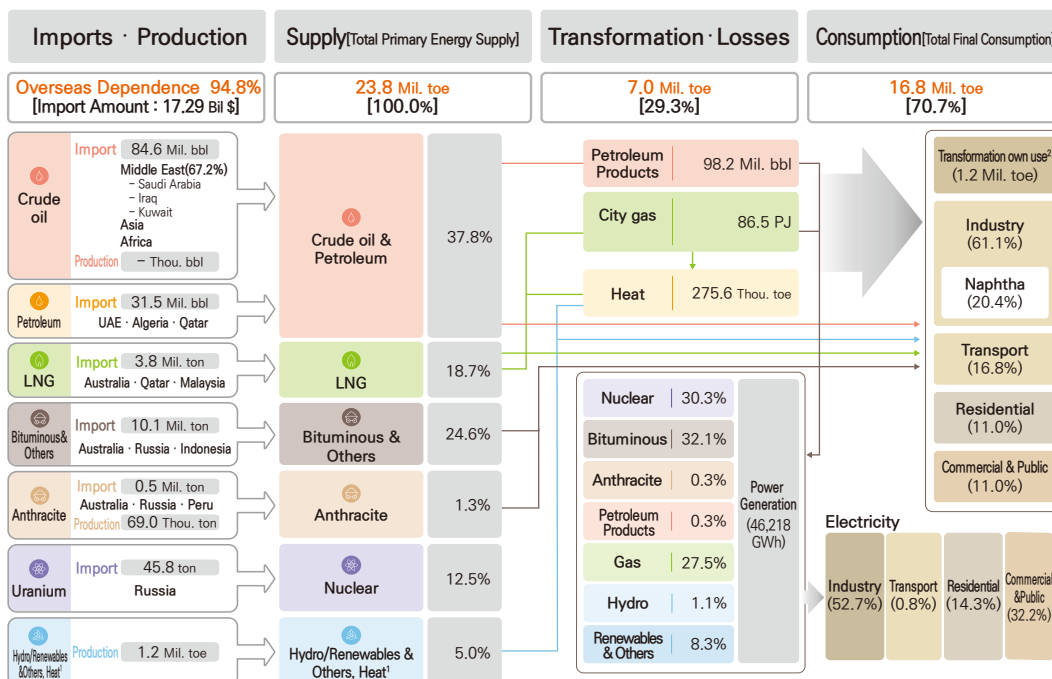 Imports · Production
Supply[Total Primary Energy Supply]
Transformation · Losses
Consumption[Total Final Consumption]
Overseas Dependence 94.8%
[Import Amount : 17.29 Bil $]
23.8 Mil. toe
[100.0%]
7.0 Mil. toe
[29.3%]
16.8 Mil. toe
[70.7%]
Crude
oil
Import 84.6 Mil. bbl
Middle East(67.2%)
– Saudi Arabia
– Iraq
– Kuwait
Asia
Africa
Production – Thou. bbl
Petroleum
Import 31.5 Mil. bbl
UAE · Algeria · Qatar
LNG
Import 3.8 Mil. ton
Australia · Qatar · Malaysia
Bituminous&
Others
Import 10.1 Mil. ton
Australia · Russia · Indonesia
Anthracite
Import 0.5 Mil. ton
Australia · Russia · Peru
Production 69.0 Thou. ton
Uranium
Import 45.8 ton
Russia
Hydro/Renewables
&Others, Heat¹
Production 1.2 Mil. toe
Crude oil &
Petroleum
37.8%
LNG
18.7%
Bituminous &
Others
24.6%
Anthracite
1.3%
Nuclear
12.5%
Hydro/Renewables &
Others, Heat¹
5.0%
Petroleum
Products
98.2 Mil. bbl
City gas
86.5 PJ
Heat
275.6 Thou. toe
Nuclear 30.3%
Bituminous 32.1%
Anthracite 0.3%
Petroleum
Products
0.3%
Gas 27.5%
Hydro 1.1%
Renewables
& Others
8.3%
Power
Generation
(46,218
GWh)
Transformation own use²
(1.2 Mil. toe)
Industry
(61.1%)
Naphtha
(20.4%)
Transport
(16.8%)
Residential
(11.0%)
Commercial & Public
(11.0%)
Electricity
Industry
(52.7%)
Transport
(0.8%)
Residential
(14.3%)
Commercial
&Public
(32.2%)